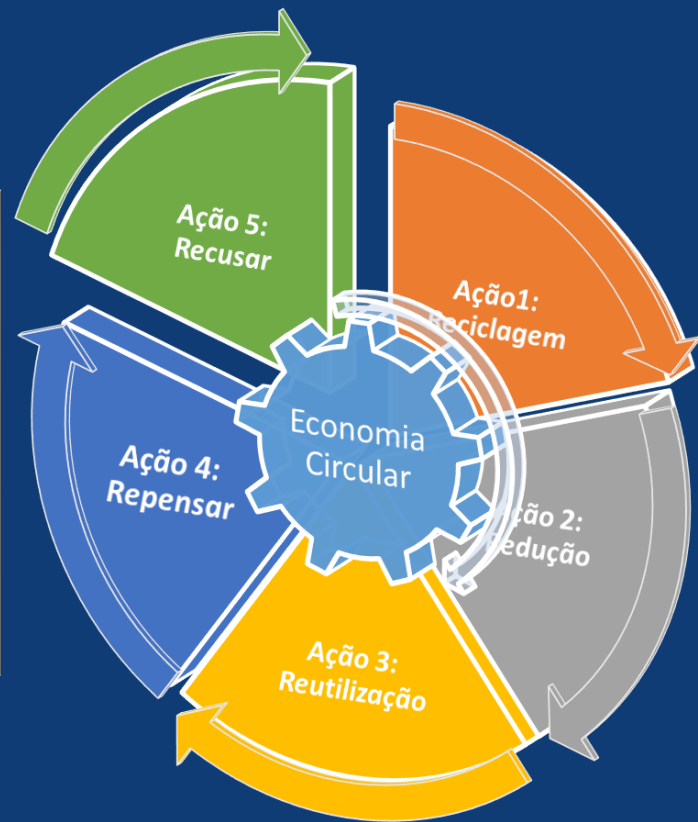 Ação 5:
Recusar
Ação1:
Reciclagem
Economia
Circular
Ação 4:
Repensar
Ação 2:
Redução
Ação 3:
Reutilização